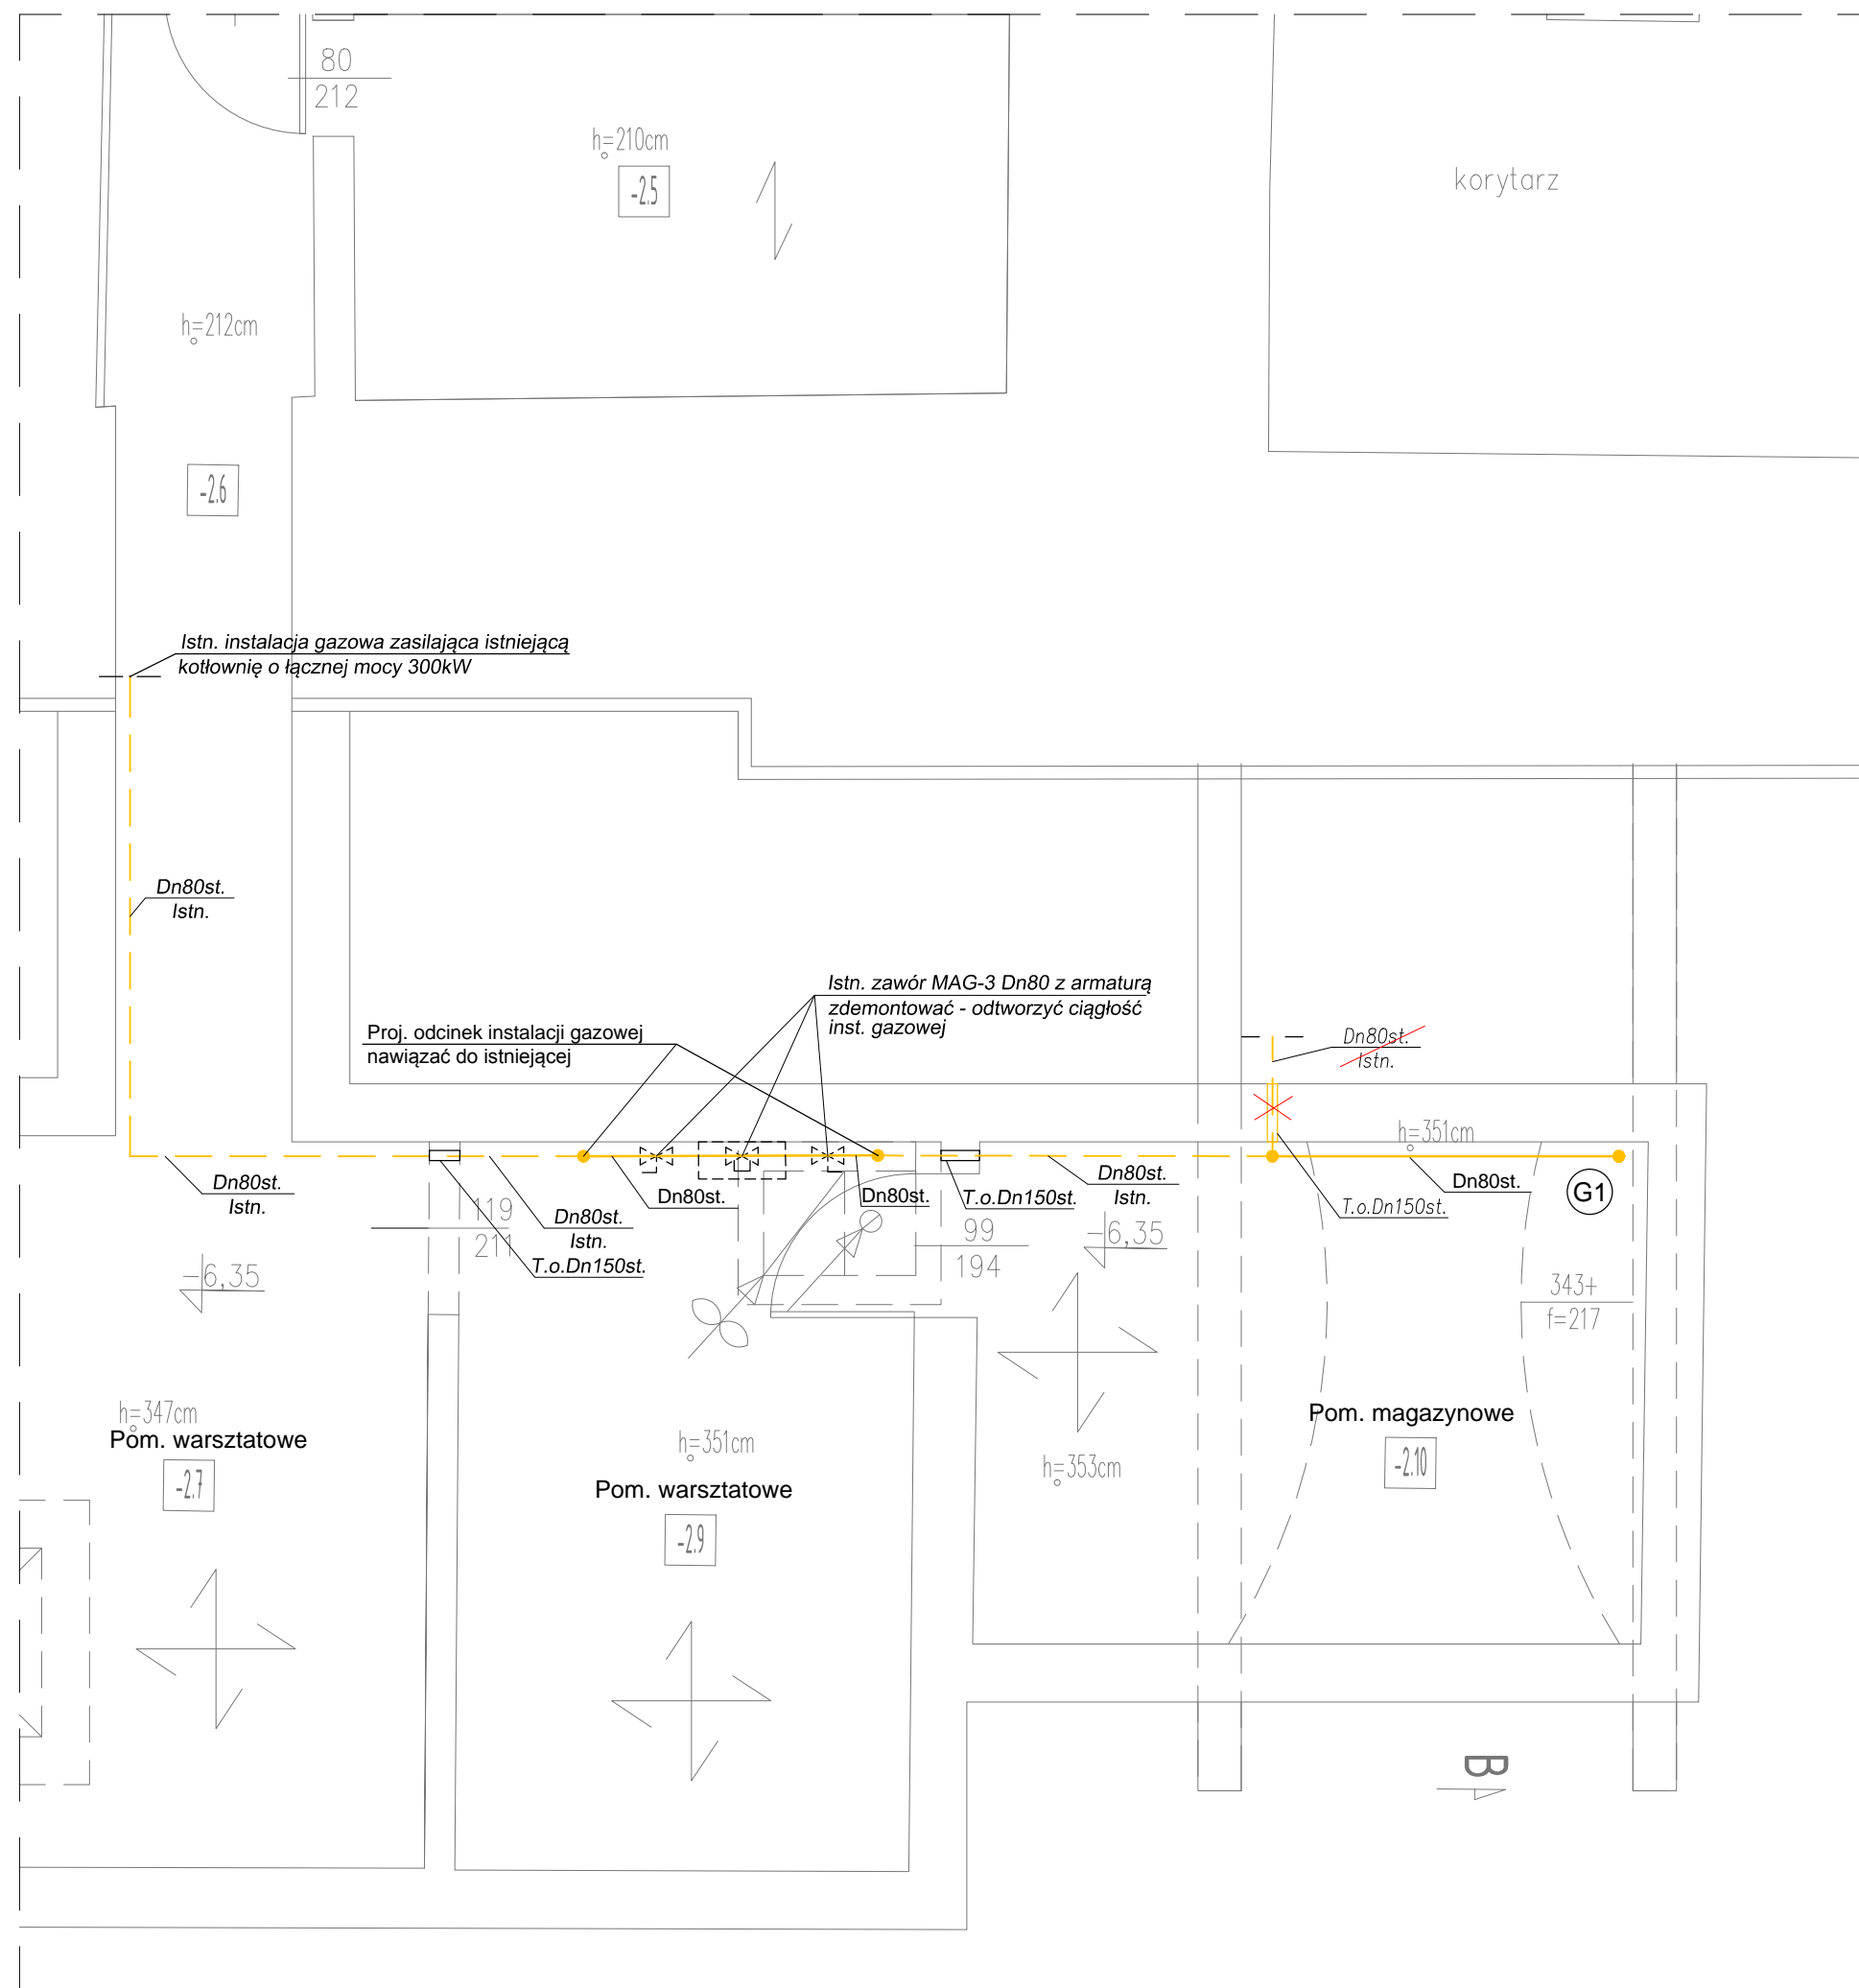 80
212
h=210cm
-2.5
korytarz
h=212cm
-2.6
Istn. instalacja gazowa zasilająca istniejącą
kotłownię o łącznej mocy 300kW
Dn80st.
Istn.
Istn. zawór MAG-3 Dn80 z armaturą
zdemontować - odtworzyć ciągłość
inst. gazowej
Proj. odcinek instalacji gazowej
nawiązać do istniejącej
Dn80st.
Istn.
h=351cm
Dn80st.
Istn.
119
211
Dn80st.
Istn.
T.o.Dn150st.
Dn80st.
Dn80st.
T.o.Dn150st.
Dn80st.
Istn.
T.o.Dn150st.
Dn80st.
G1
99
194
-6,35
-6,35
343+
f=217
h=347cm
Pom. warsztatowe
-2.7
h=351cm
Pom. warsztatowe
-2.9
h=353cm
Pom. magazynowe
-2.10
B